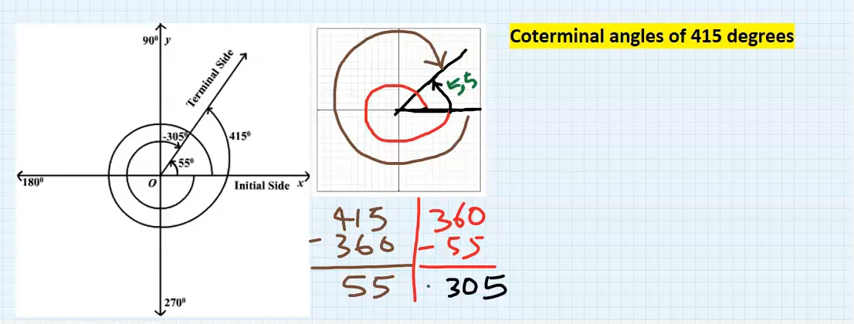 Coterminal angles of 415 degrees
90⁰ y
Terminal Side
-305⁰
415⁰
55⁰
180⁰
O
Initial Side x
270⁰
55
415
- 360
55
360
- 55
305